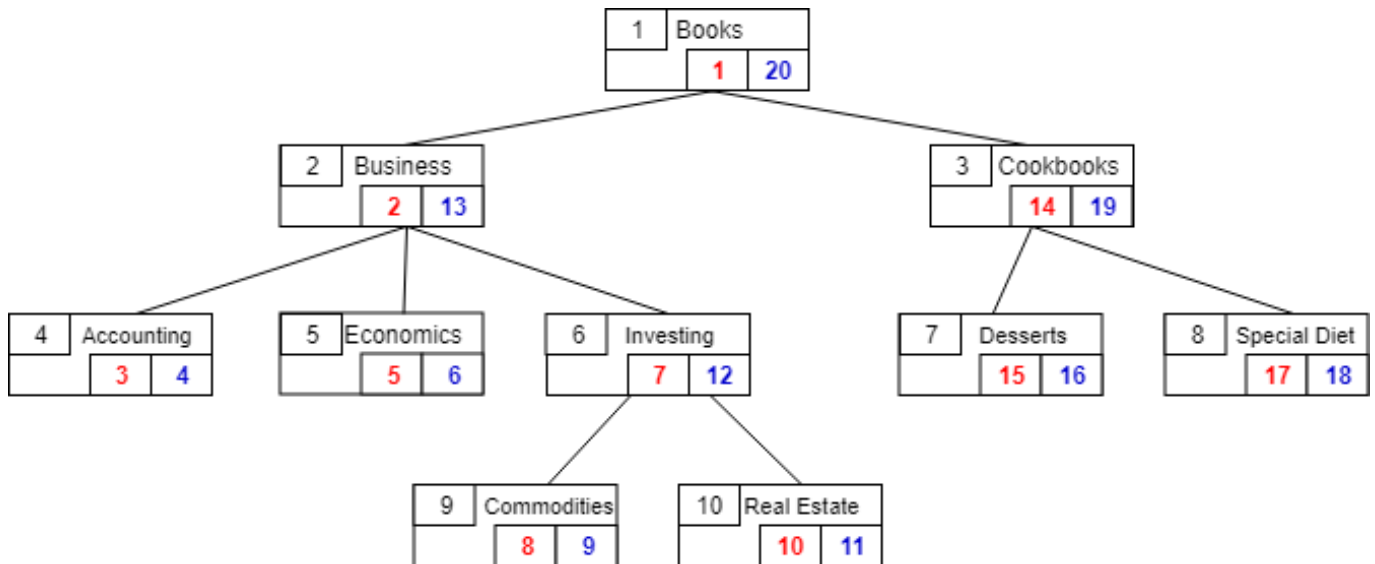 1 Books
1 20
2 Business
2 13
3 Cookbooks
14 19
4 Accounting
3 4
5 Economics
5 6
6 Investing
7 12
7 Desserts
15 16
8 Special Diet
17 18
9 Commodities
8 9
10 Real Estate
10 11